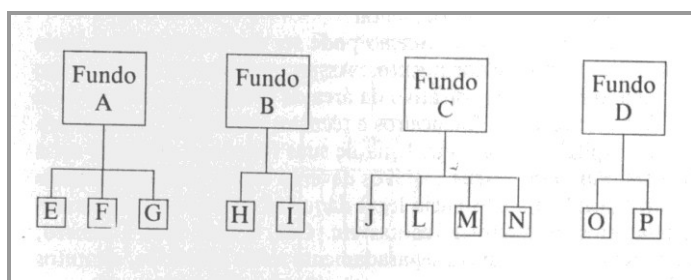 Fundo A
Fundo B
Fundo C
Fundo D
E F G
H I
J L M N
O P